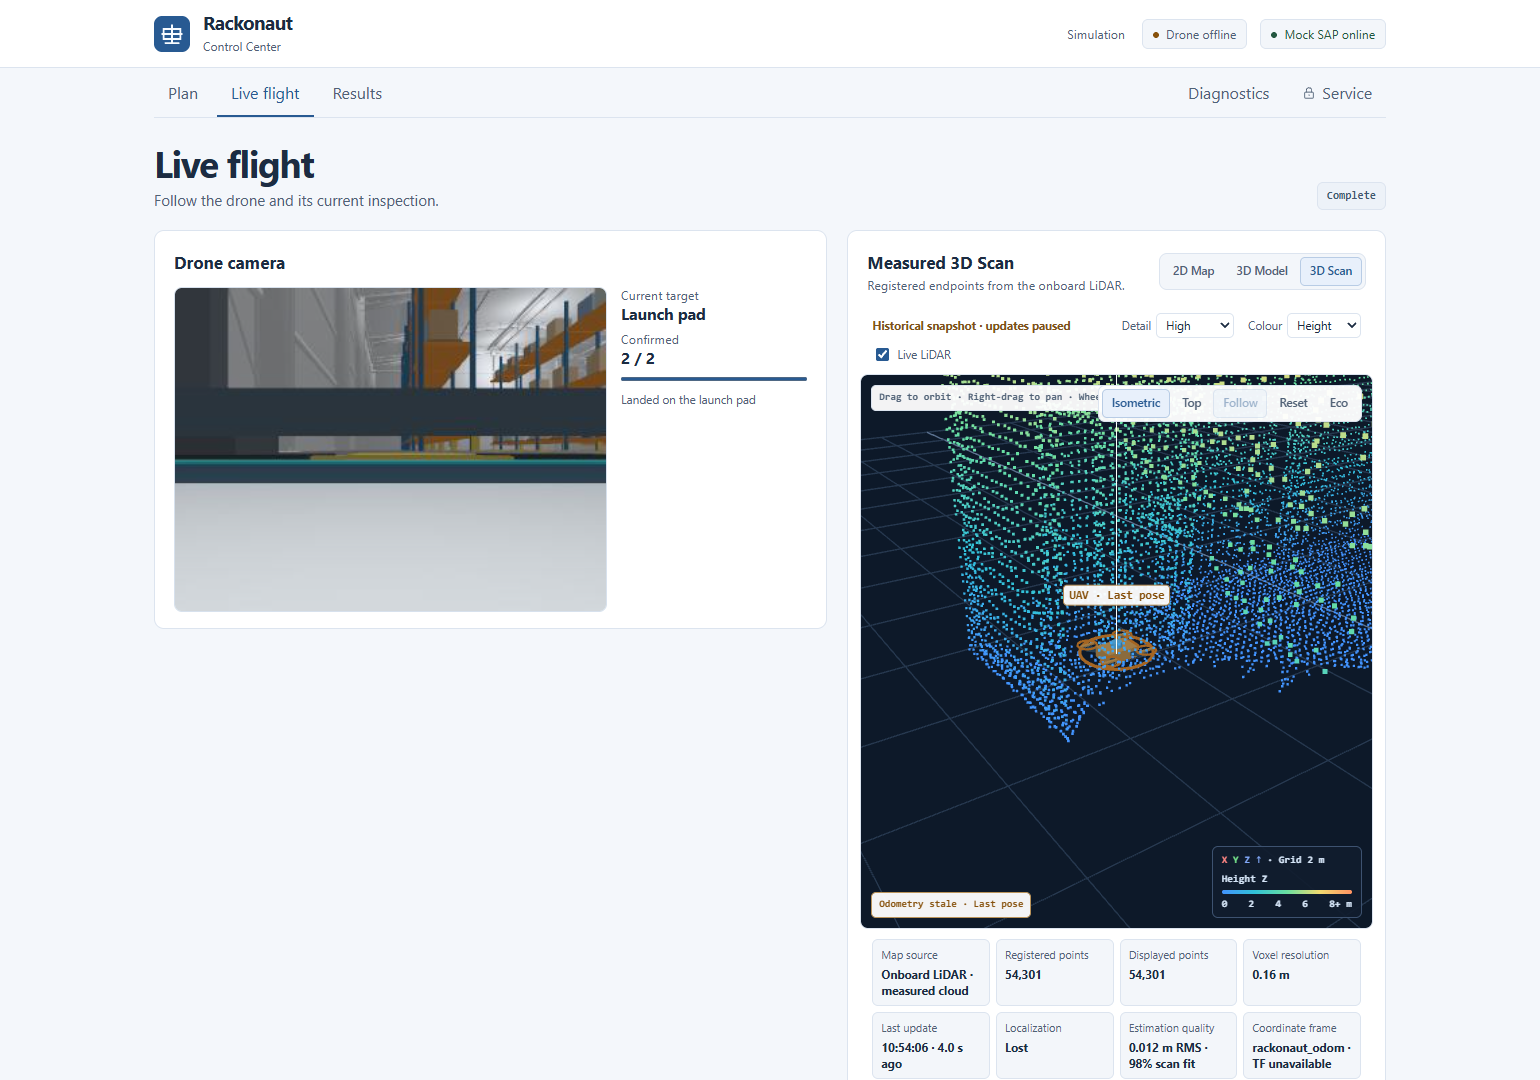 Rackonaut
Control Center
Simulation
Drone offline
Mock SAP online
Plan
Live flight
Results
Diagnostics
Service
Live flight
Follow the drone and its current inspection.
Complete
Drone camera
Current target
Launch pad
Confirmed
2 / 2
Landed on the launch pad
Measured 3D Scan
Registered endpoints from the onboard LiDAR.
2D Map
3D Model
3D Scan
Historical snapshot · updates paused
Detail
High
Colour
Height
Live LiDAR
Drag to orbit · Right-drag to pan ·
Isometric
Top
Follow
Reset
Eco
UAV · Last pose
Odometry stale · Last pose
X Y Z ↑ · Grid 2 m
Height Z
0 2 4 6 8+ m
Map source
Onboard LiDAR ·
measured cloud
Registered points
54,301
Displayed points
54,301
Voxel resolution
0.16 m
Last update
10:54:06 · 4.0 s
ago
Localization
Lost
Estimation quality
0.012 m RMS ·
98% scan fit
Coordinate frame
rackonaut_odom ·
TF unavailable